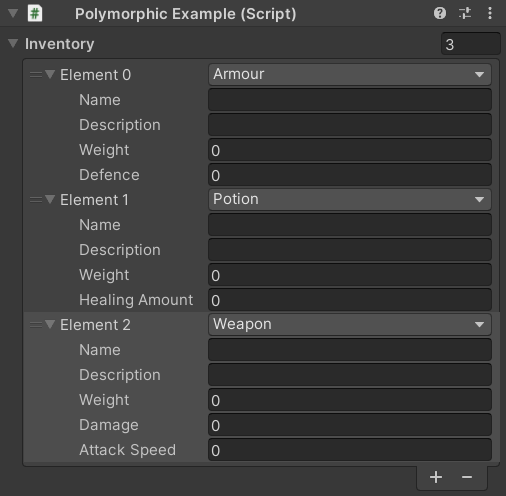 Polymorphic Example (Script)
Inventory 3
Element 0 Armour
Name
Description
Weight 0
Defence 0
Element 1 Potion
Name
Description
Weight 0
Healing Amount 0
Element 2 Weapon
Name
Description
Weight 0
Damage 0
Attack Speed 0